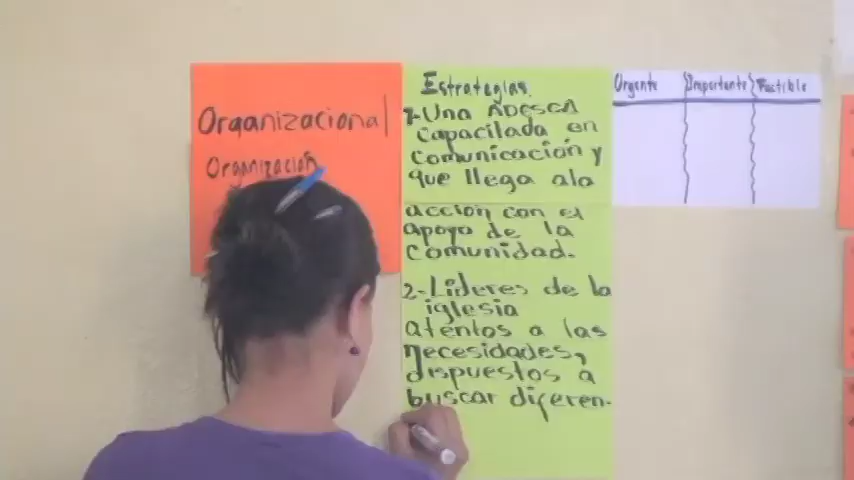 Organizacional
Organización
Estrategias.
1-Una ADESCA
capacitada en
comunicación y
que llega ala
acción con el
apoyo de la
comunidad.
2-Líderes de la
iglesia
atentos a las
necesidades,
dispuestos a
buscar diferen-
Urgente Importante Factible